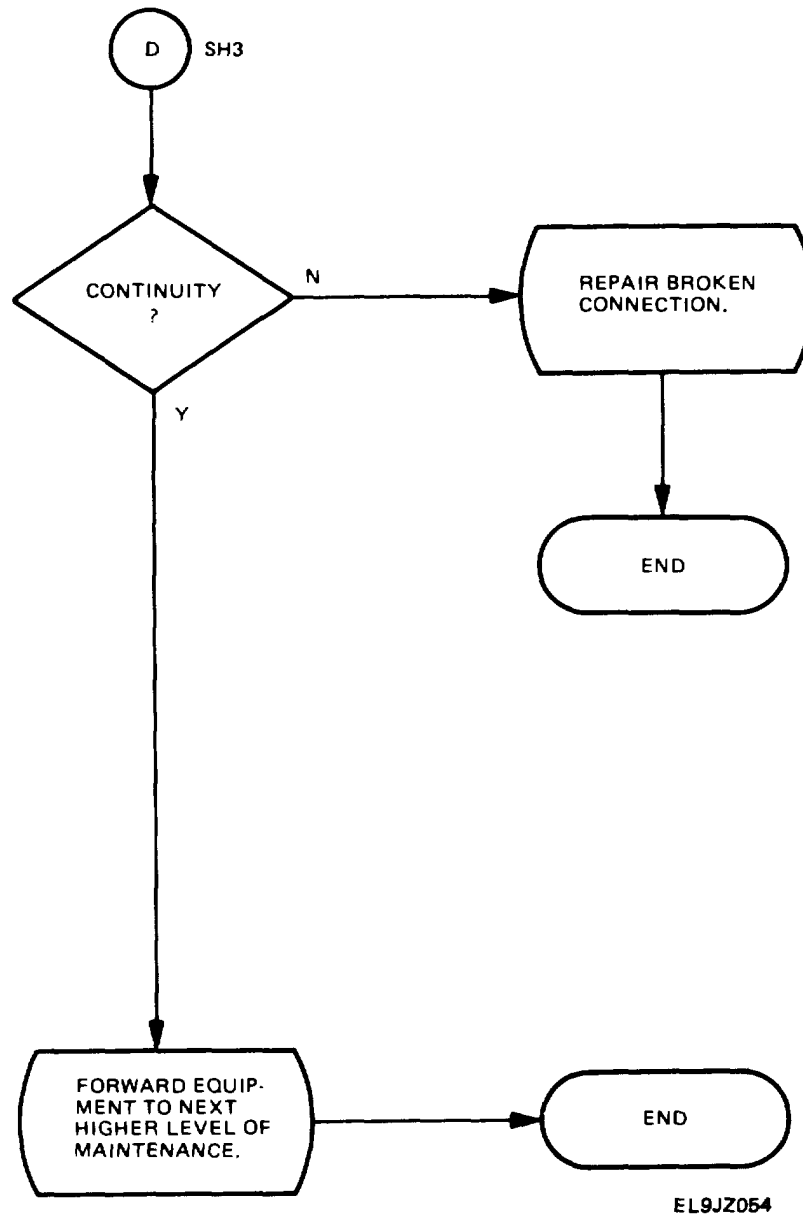 D SH3
CONTINUITY
?
N
REPAIR BROKEN
CONNECTION.
Y
END
FORWARD EQUIP-
MENT TO NEXT
HIGHER LEVEL OF
MAINTENANCE.
END
EL9JZ054